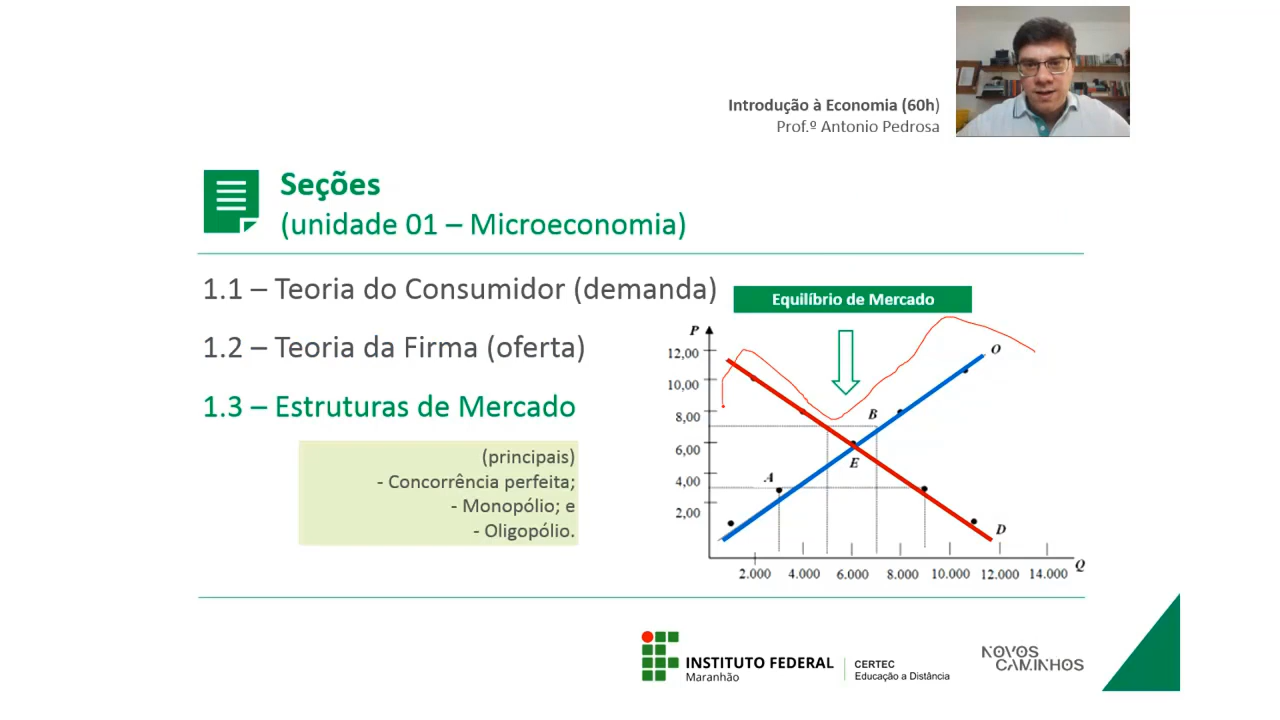 Introdução à Economia (60h)
Prof.º Antonio Pedrosa
Seções
(unidade 01 – Microeconomia)
1.1 – Teoria do Consumidor (demanda)
1.2 – Teoria da Firma (oferta)
1.3 – Estruturas de Mercado
(principais)
- Concorrência perfeita;
- Monopólio; e
- Oligopólio.
Equilíbrio de Mercado
P
12,00
10,00
8,00
6,00
4,00
2,00
O
B
E
A
D
Q
2.000 4.000 6.000 8.000 10.000 12.000 14.000
INSTITUTO FEDERAL
Maranhão
CERTEC
Educação a Distância
NOVOS
CAMINHOS